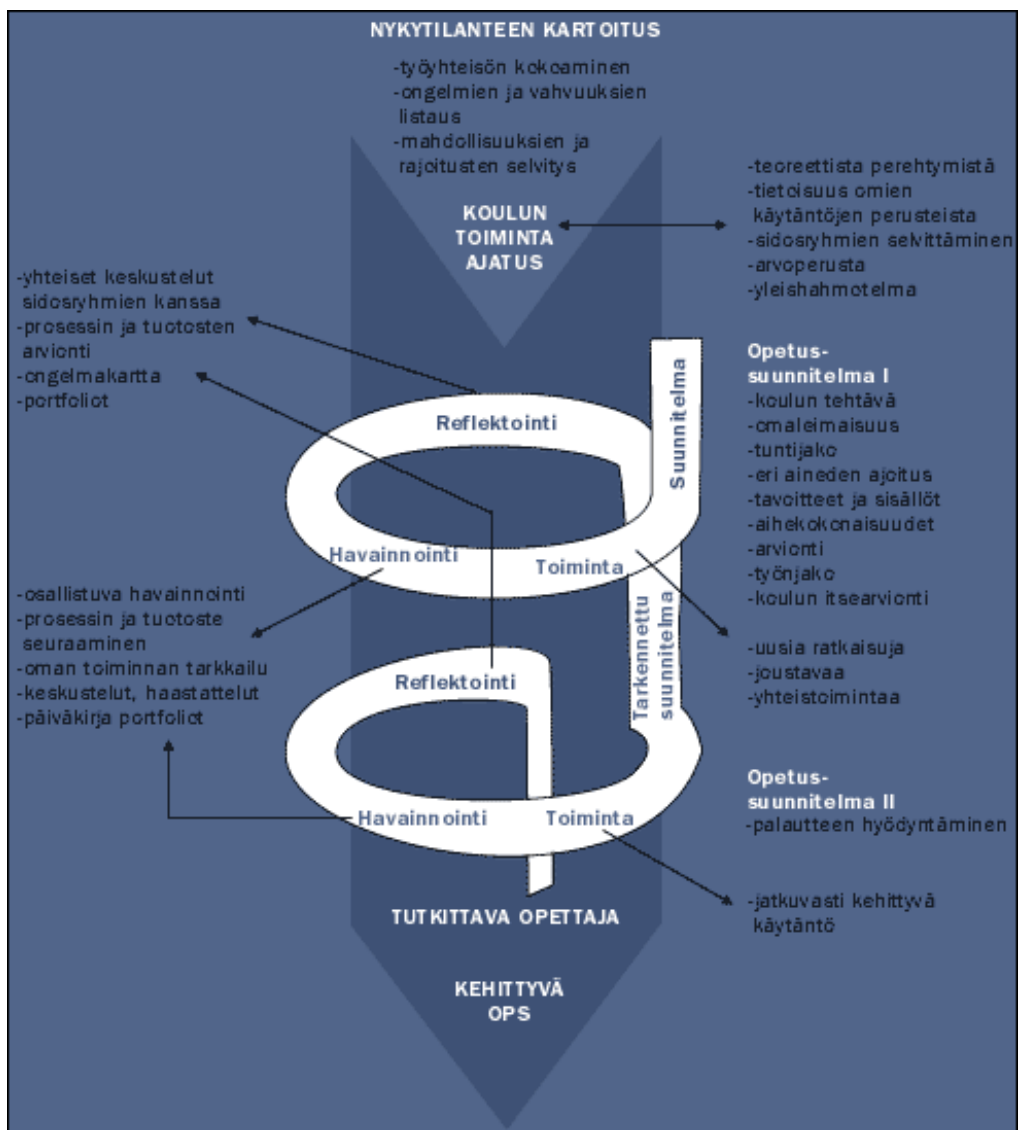 NYKYTILANTEEN KARTOITUS
-työyhteisön kokoaminen
-ongelmien ja vahvuuksien
listaus
-mahdollisuuksien ja
rajoitusten selvitys
KOULUN
TOIMINTA
AJATUS
-teoreettista perehtymistä
-tietoisuus omien
käytäntöjen perusteista
-sidosryhmien selvittäminen
-arvoperusta
-yleishahmotelma
-yhteiset keskustelut
sidosryhmien kanssa
-prosessin ja tuotosten
arvionti
-ongelmakartta
-portfoliot
Suunnitelma
Reflektointi
Havainnointi
Toiminta
Opetus-
suunnitelma I
-koulun tehtävä
-omaleimaisuus
-tuntijako
-eri aineden ajoitus
-tavoitteet ja sisällöt
-aihekokonaisuudet
-arvionti
-työnjako
-koulun itsearvionti
-uusia ratkaisuja
-joustavaa
-yhteistoimintaa
-osallistuva havainnointi
-prosessin ja tuotoste
seuraaminen
-oman toiminnan tarkkailu
-keskustelut, haastattelut
-päiväkirja portfoliot
Tarkennettu
suunnitelma
Reflektointi
Havainnointi
Toiminta
Opetus-
suunnitelma II
-palautteen hyödyntäminen
-jatkuvasti kehittyvä
käytäntö
TUTKITTAVA OPETTAJA
KEHITTYVÄ
OPS